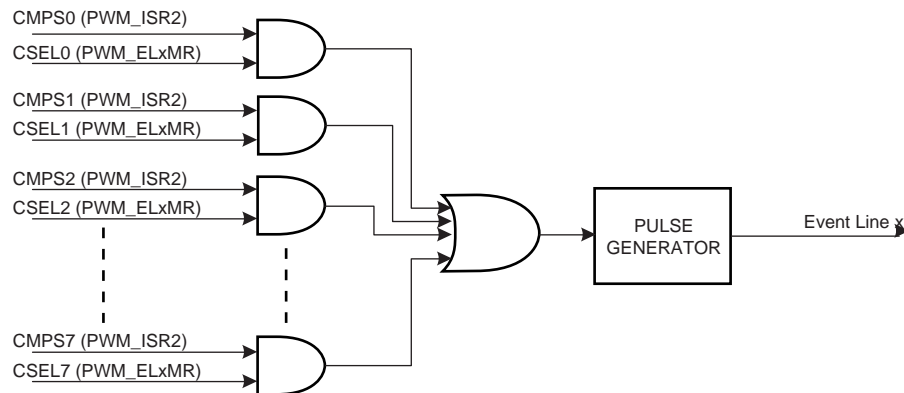 CMPS0 (PWM_ISR2)
CSEL0 (PWM_ELxMR)
CMPS1 (PWM_ISR2)
CSEL1 (PWM_ELxMR)
CMPS2 (PWM_ISR2)
CSEL2 (PWM_ELxMR)
PULSE
GENERATOR
Event Line x
CMPS7 (PWM_ISR2)
CSEL7 (PWM_ELxMR)